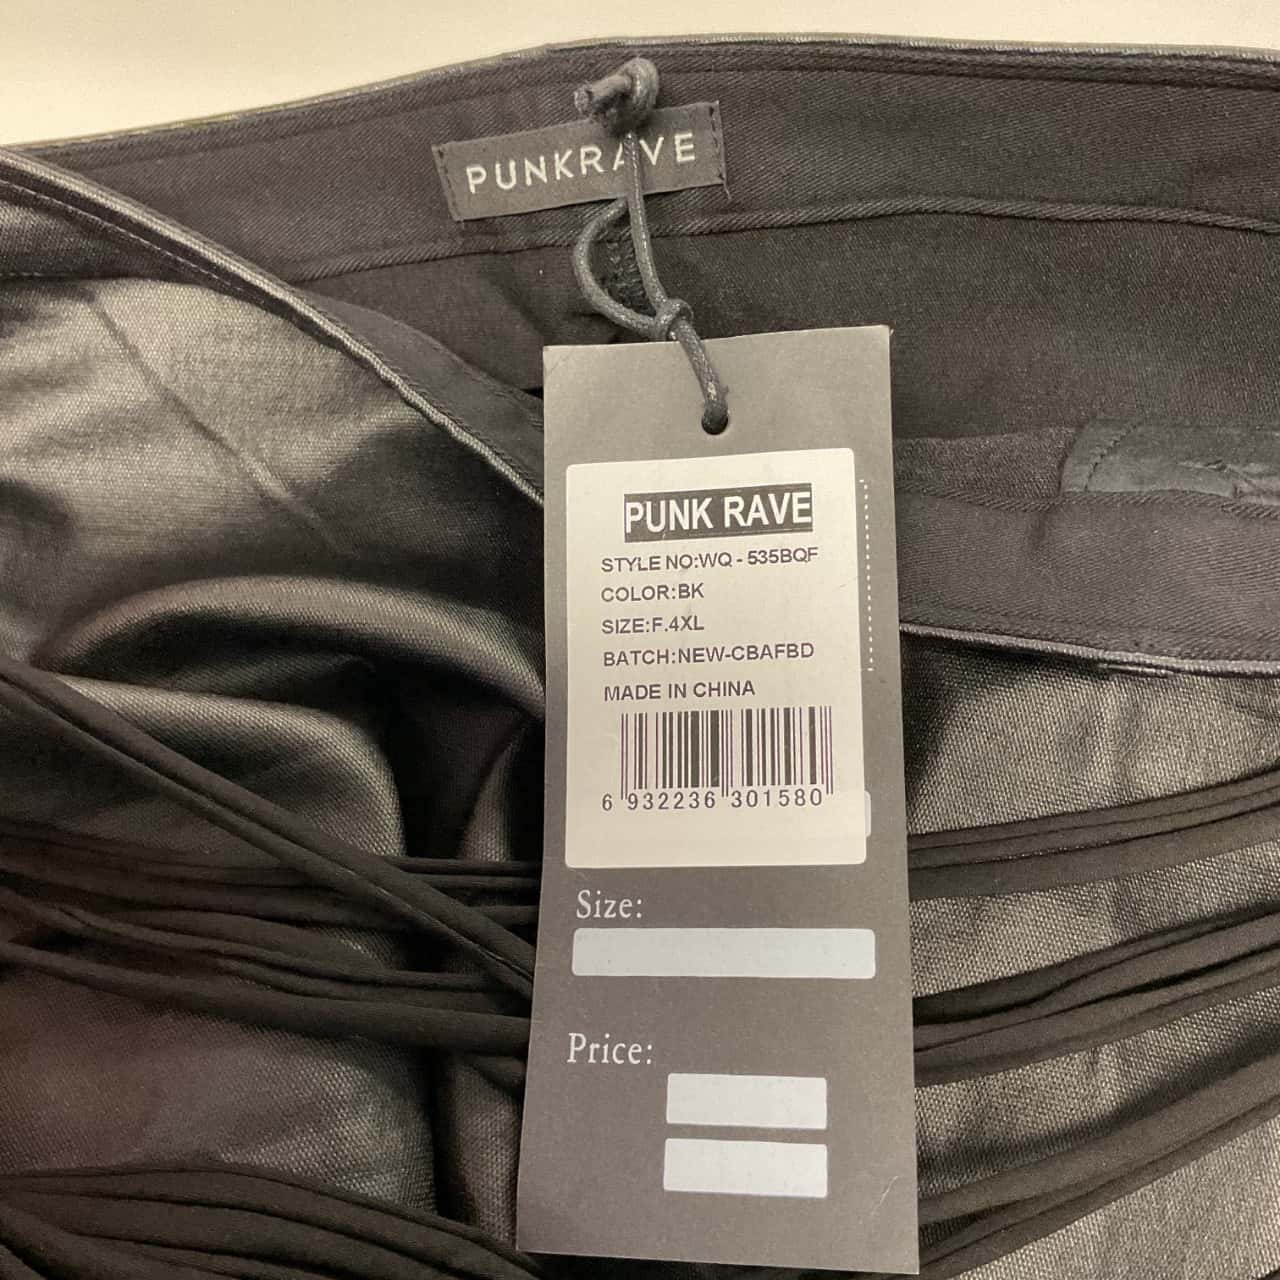 PUNKRAVE
PUNK RAVE
STYLE NO:WQ - 535BQF
COLOR:BK
SIZE:F.4XL
BATCH:NEW-CBAFBD
MADE IN CHINA
6 932236 301580
Size:
Price: